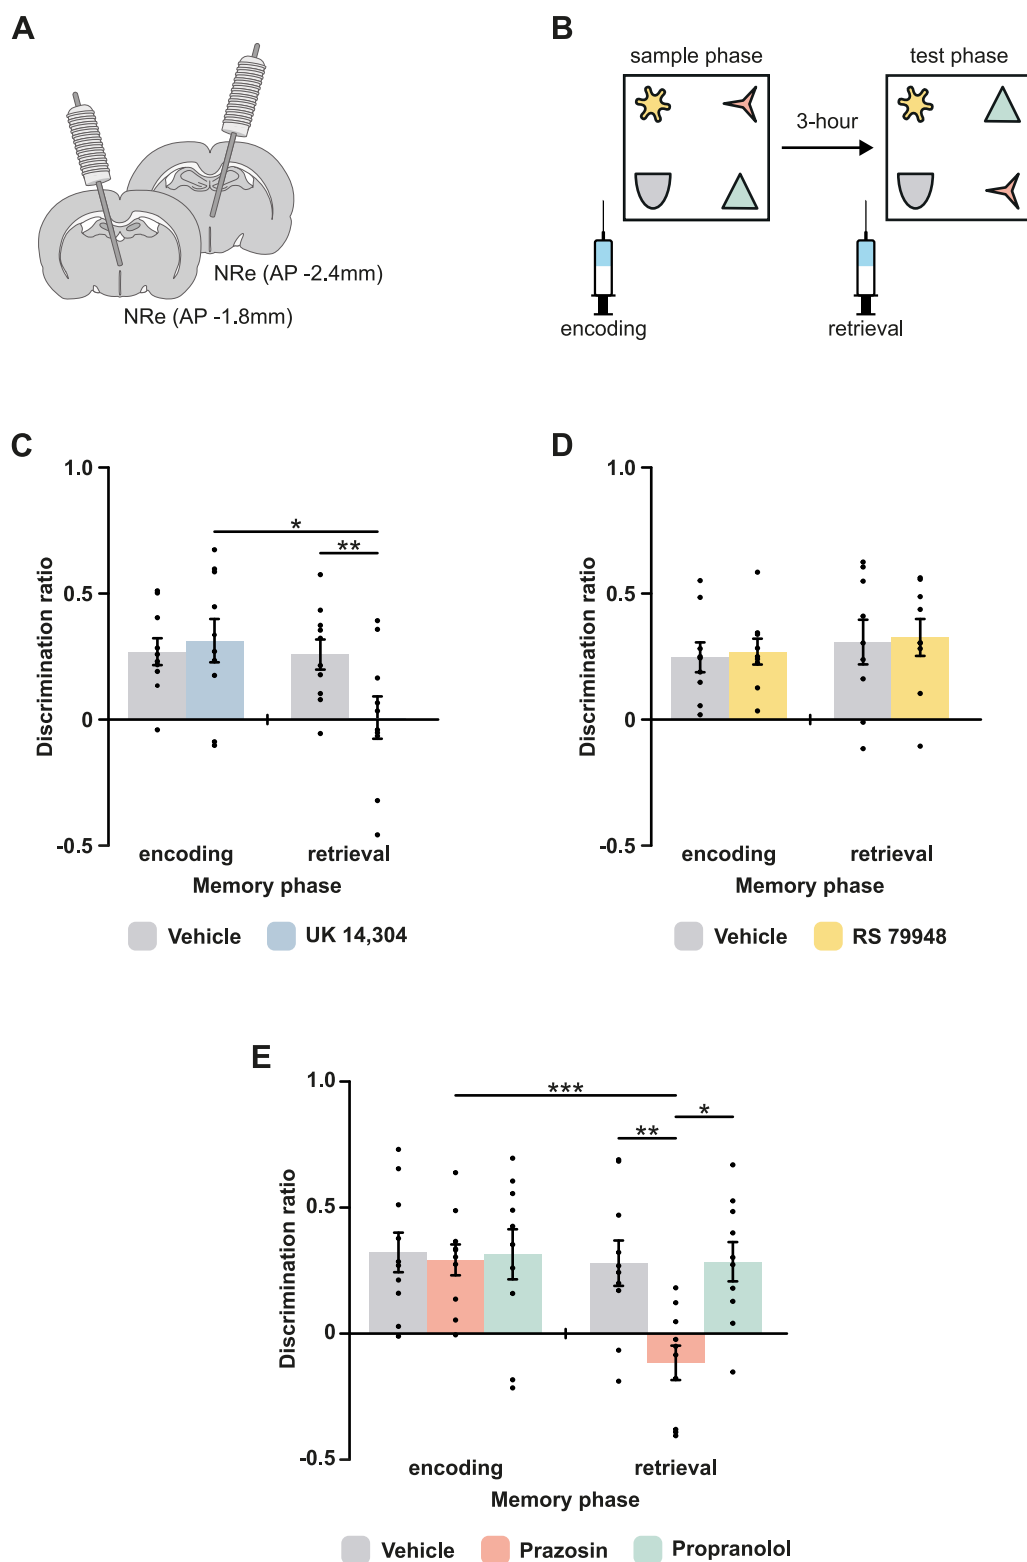 A
NRe (AP -2.4mm)
NRe (AP -1.8mm)
B
sample phase
test phase
3-hour
encoding
retrieval
C
1.0
0.5
0
-0.5
Discrimination ratio
*
**
encoding
retrieval
Memory phase
Vehicle
UK 14,304
D
1.0
0.5
0
-0.5
Discrimination ratio
encoding
retrieval
Memory phase
Vehicle
RS 79948
E
1.0
0.5
0
-0.5
Discrimination ratio
***
*
**
encoding
retrieval
Memory phase
Vehicle
Prazosin
Propranolol